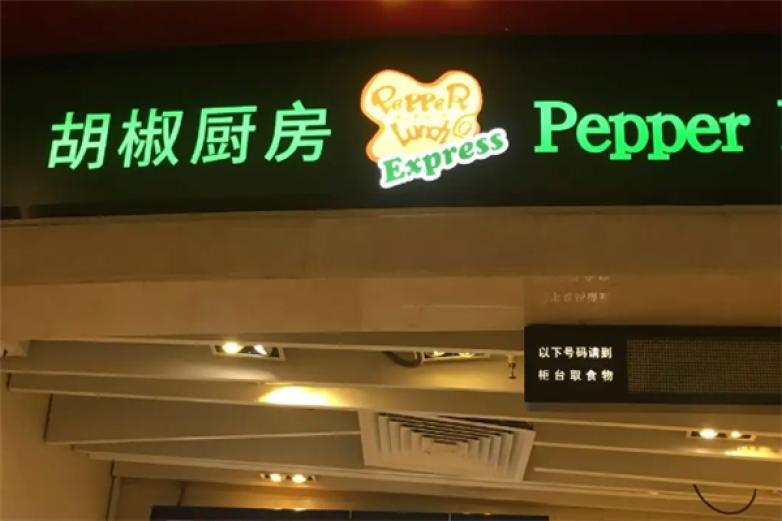 胡椒厨房
PePPeR
Lunch
Express
Pepper
以下号码请到
柜台取食物